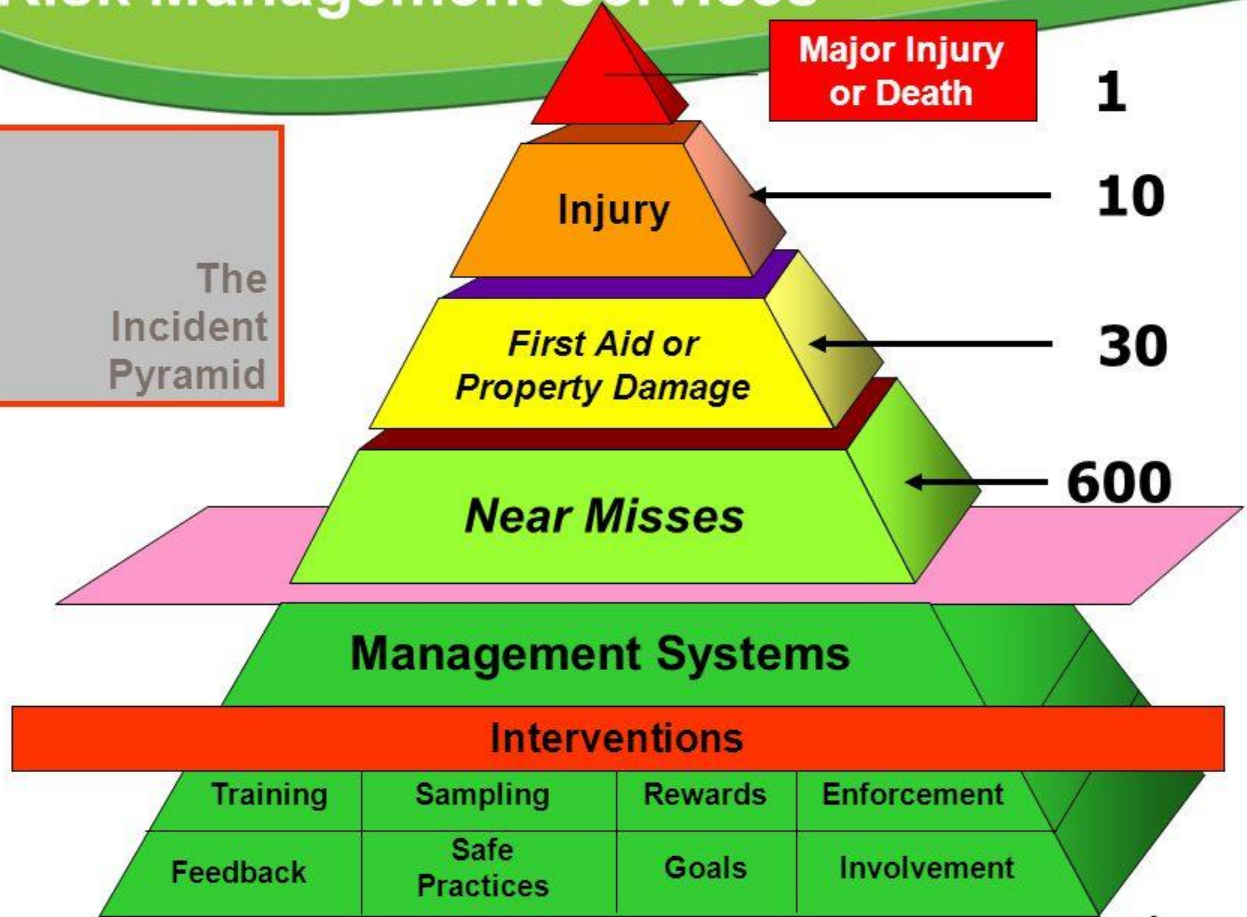 Risk Management Services
Major Injury
or Death
1
Injury
10
The
Incident
Pyramid
First Aid or
Property Damage
30
Near Misses
600
Management Systems
Interventions
Training
Sampling
Rewards
Enforcement
Feedback
Safe
Practices
Goals
Involvement